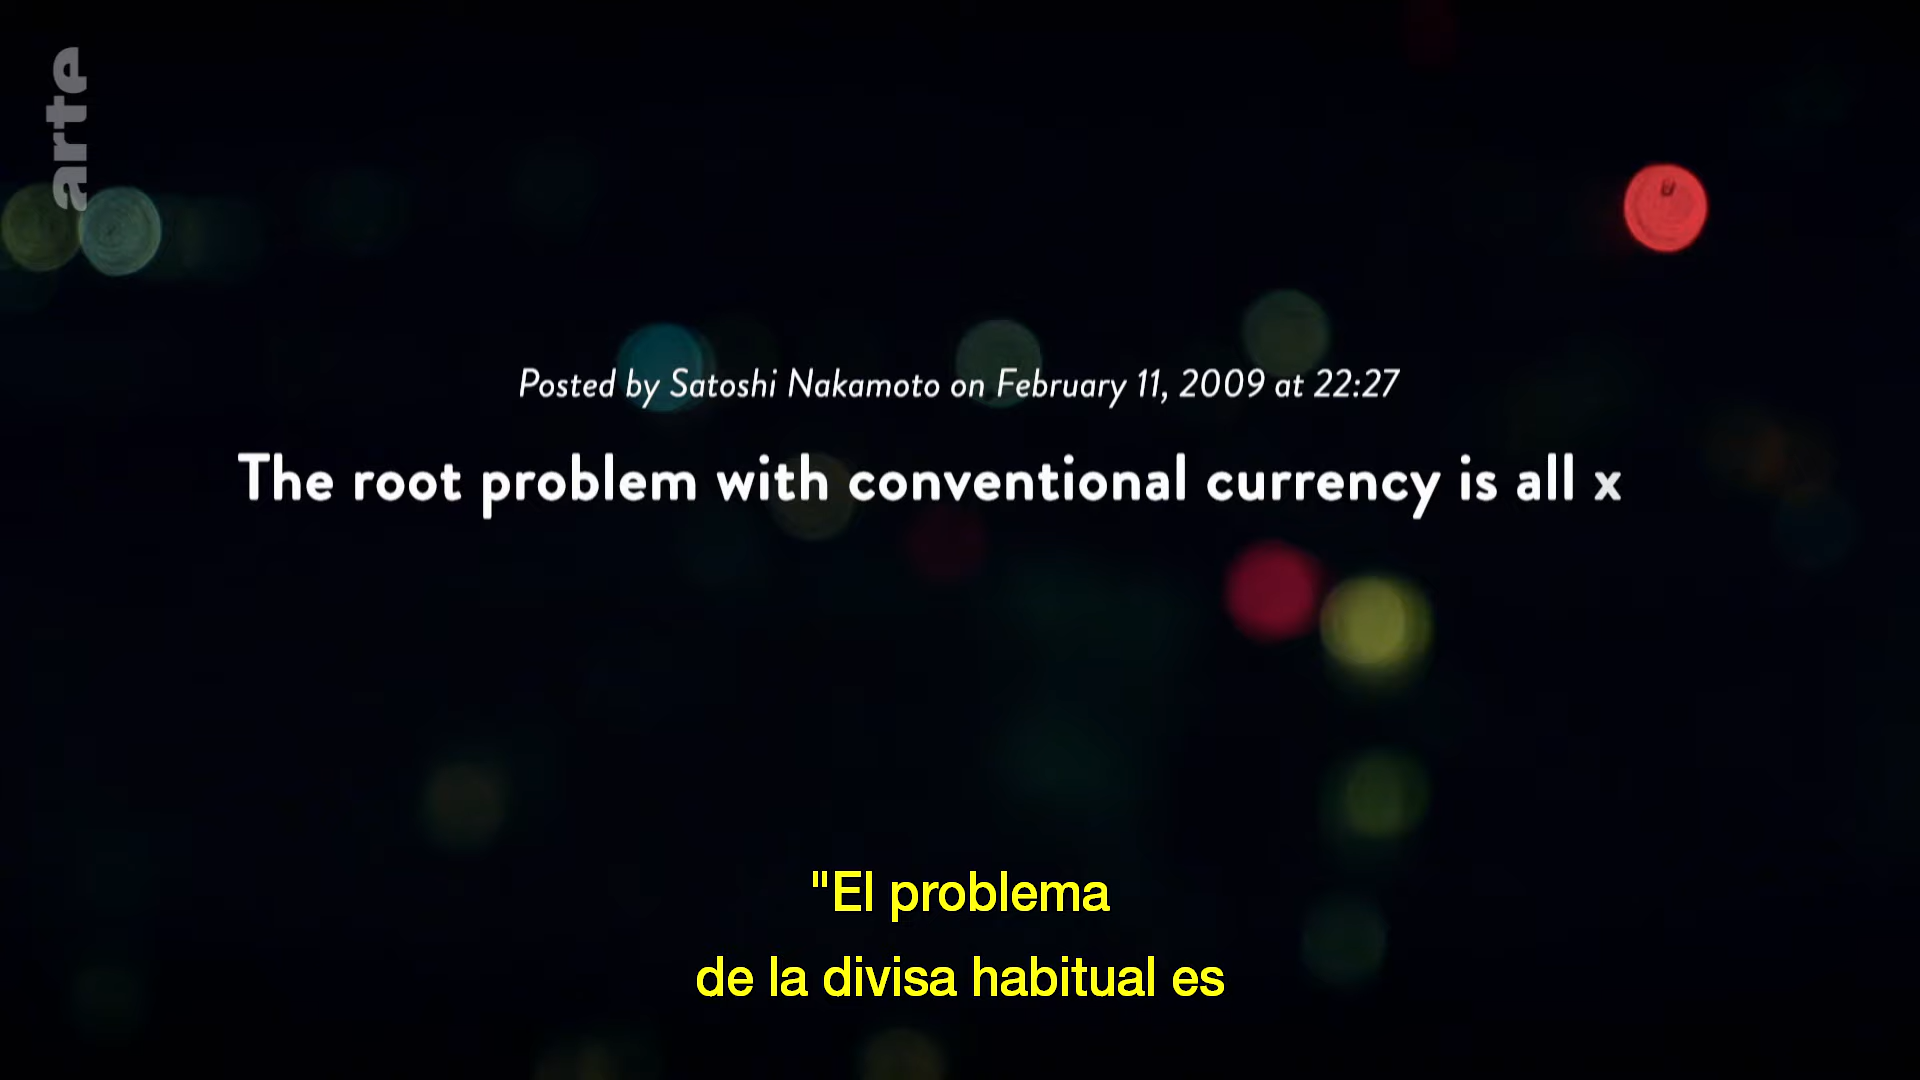 arte
Posted by Satoshi Nakamoto on February 11, 2009 at 22:27
The root problem with conventional currency is all x
"El problema
de la divisa habitual es